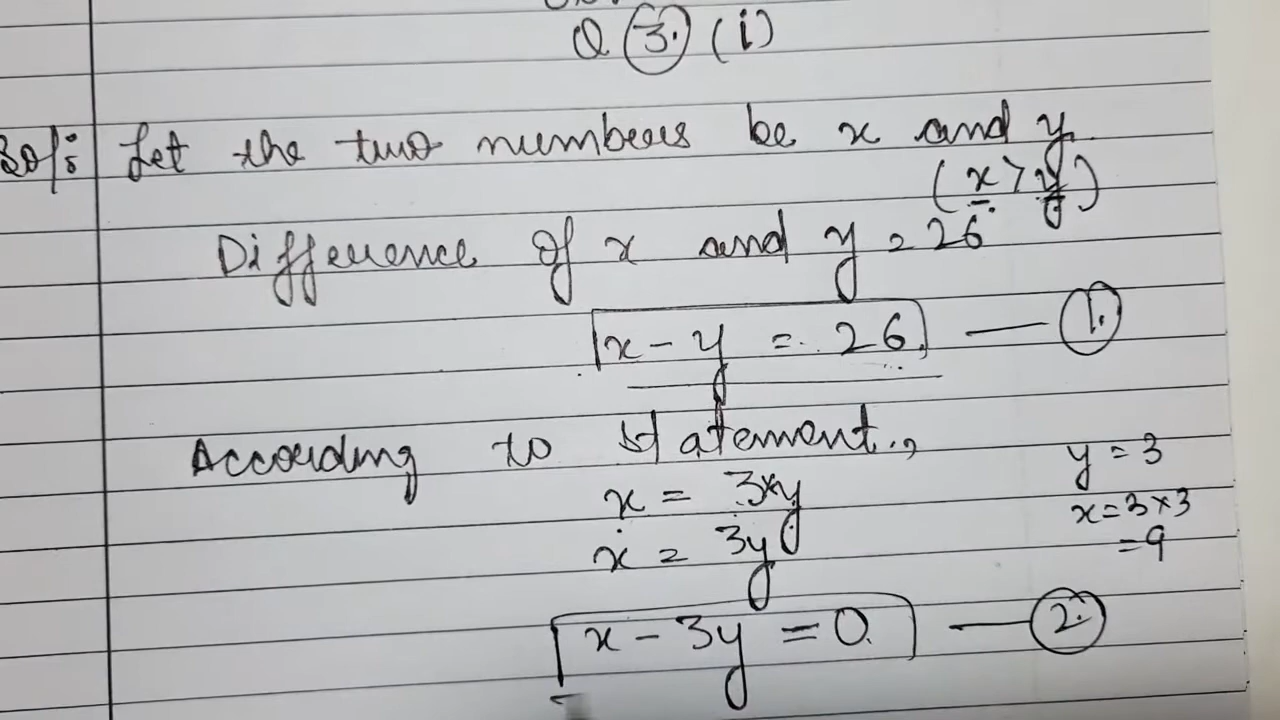 Q (3.) (i)
Sol: Let the two numbers be x and y
(x > y)
Difference of x and y = 26
x - y = 26. — (1.)
According to statement.,
x = 3×y
x = 3y
y = 3
x = 3×3
= 9
x - 3y = 0. — (2.)